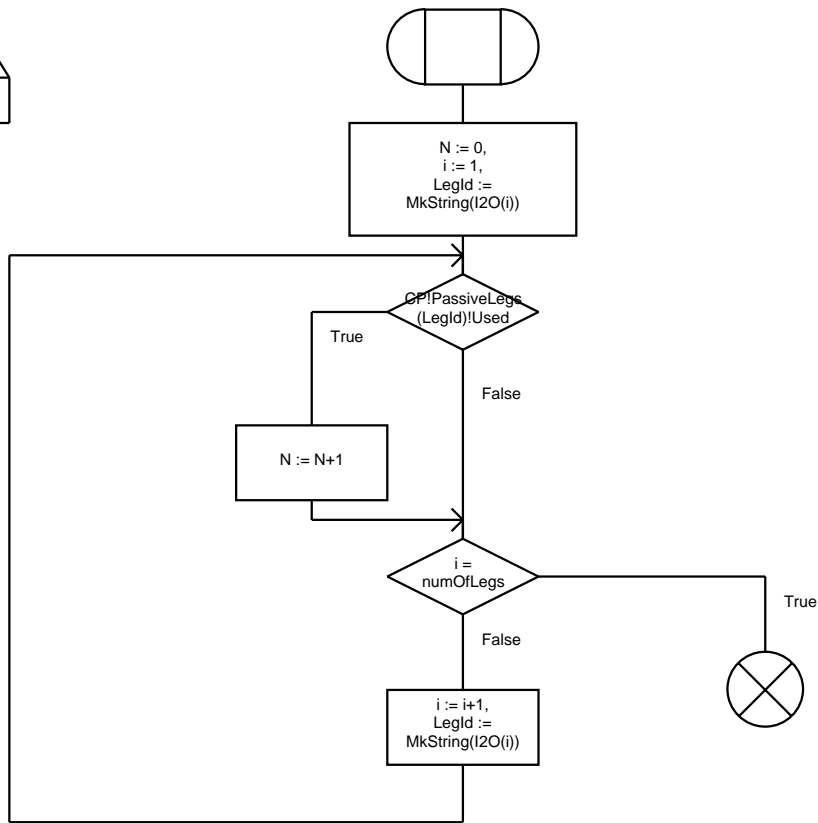 N := 0,
i := 1,
LegId :=
MkString(I2O(i))
CP!PassiveLegs
(LegId)!Used
True
False
N := N+1
i =
numOfLegs
True
False
i := i+1,
LegId :=
MkString(I2O(i))